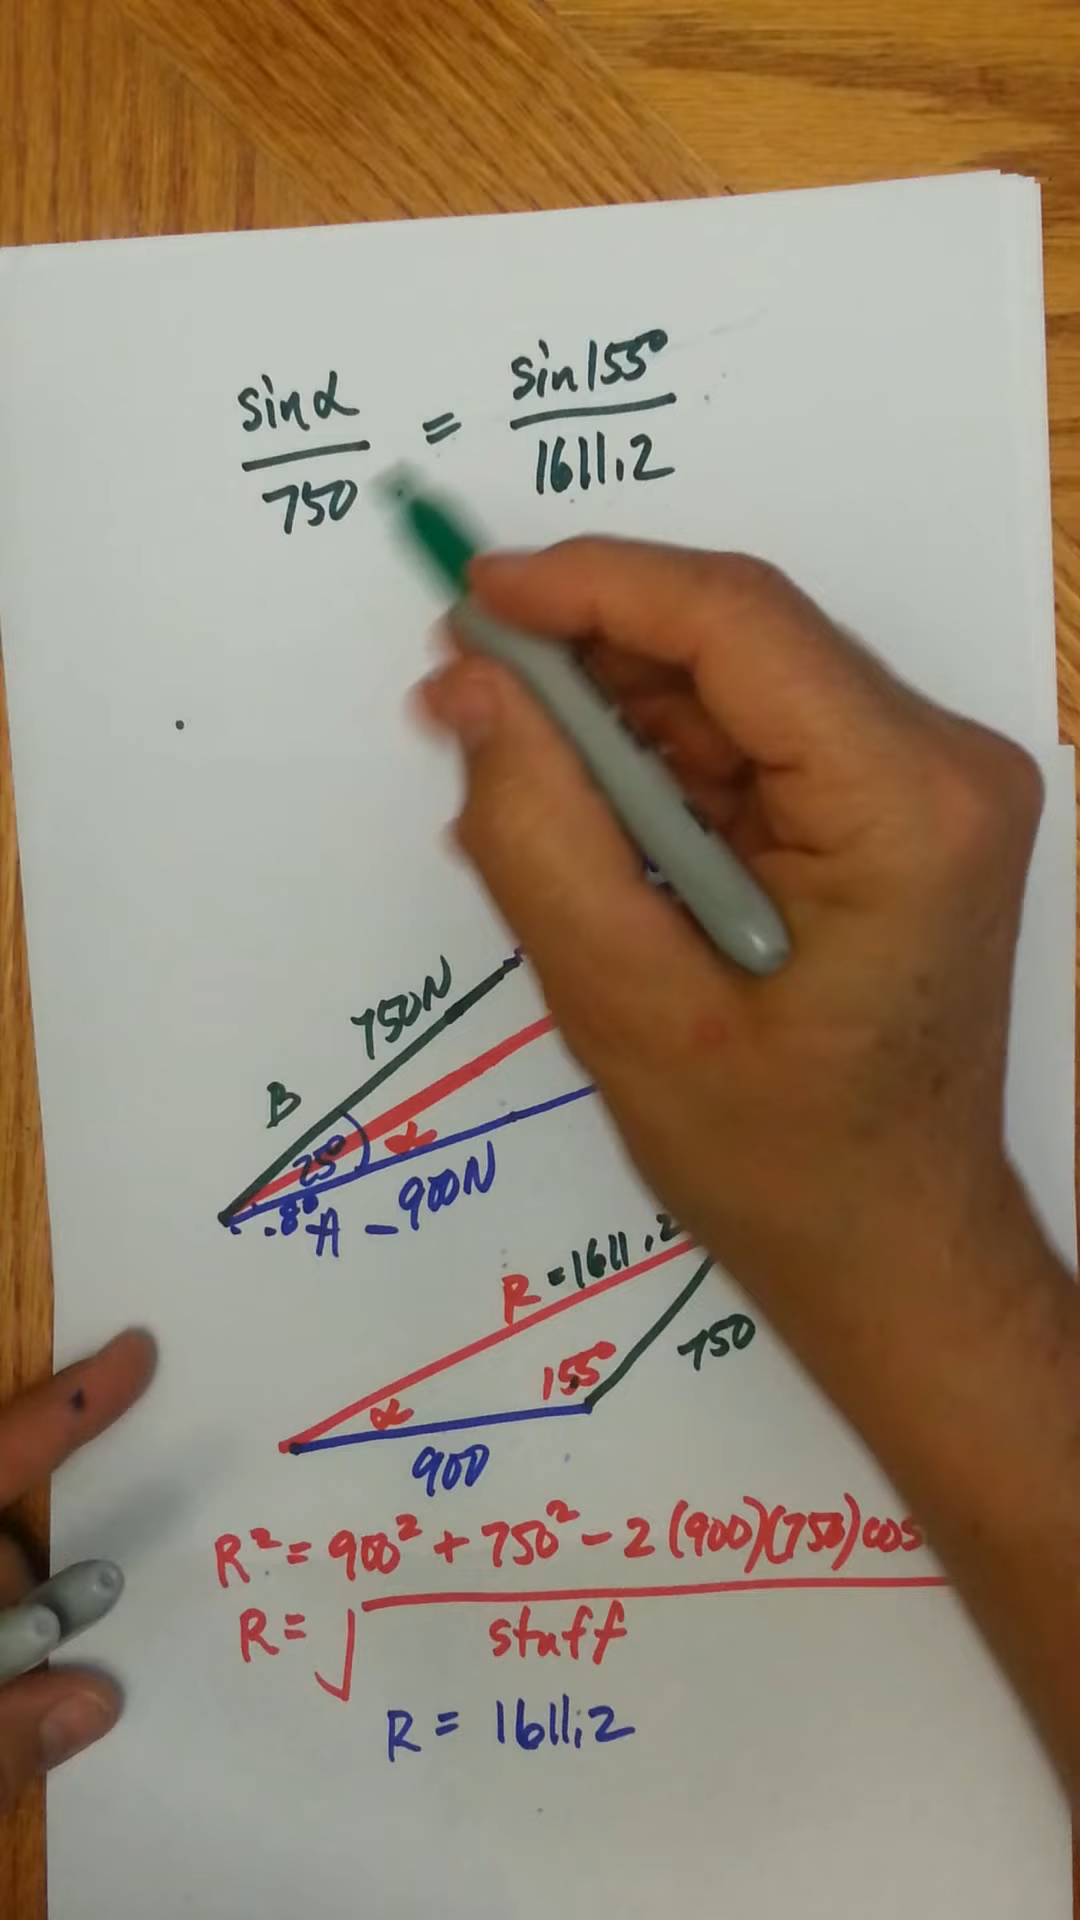 sinα = sin155°
750 1611.2
750N
B
25° α
.8° A - 900N
R = 1611.2
155° 750
α
900
R² = 900² + 750² - 2(900)(750)cos
R = √ stuff
R = 1611.2